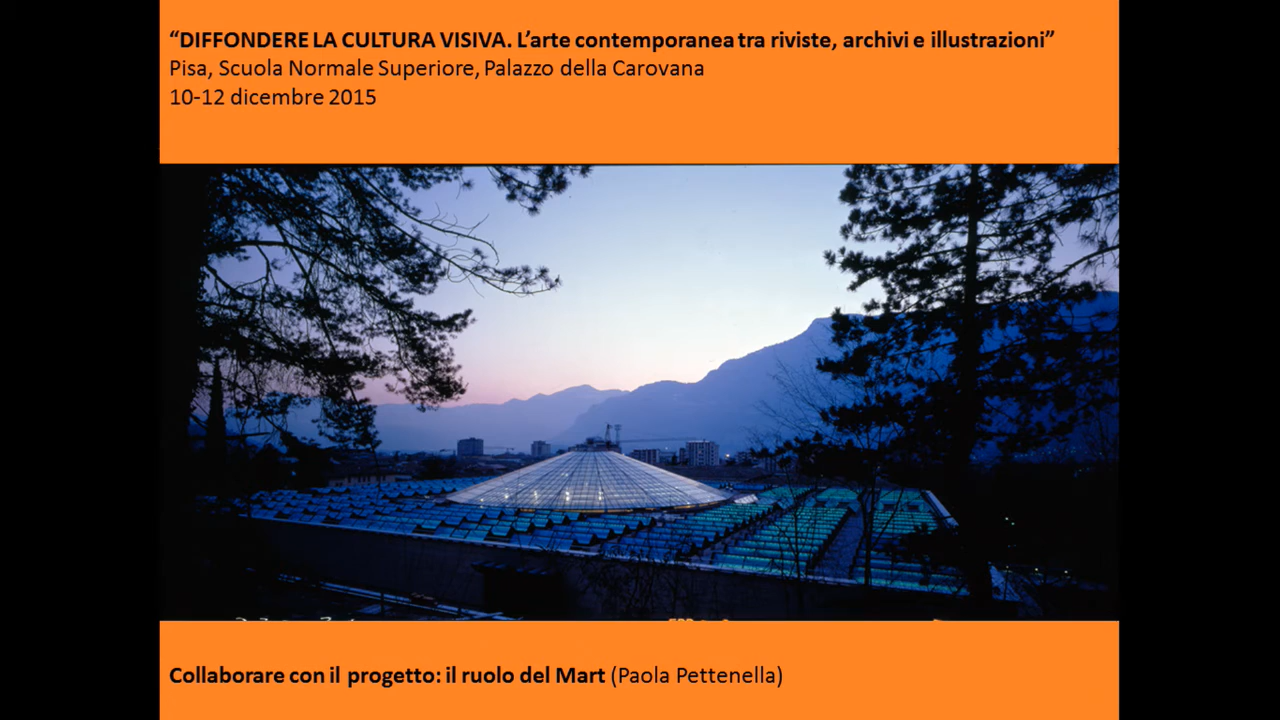 “DIFFONDERE LA CULTURA VISIVA. L’arte contemporanea tra riviste, archivi e illustrazioni”
Pisa, Scuola Normale Superiore, Palazzo della Carovana
10-12 dicembre 2015
Collaborare con il progetto: il ruolo del Mart (Paola Pettenella)